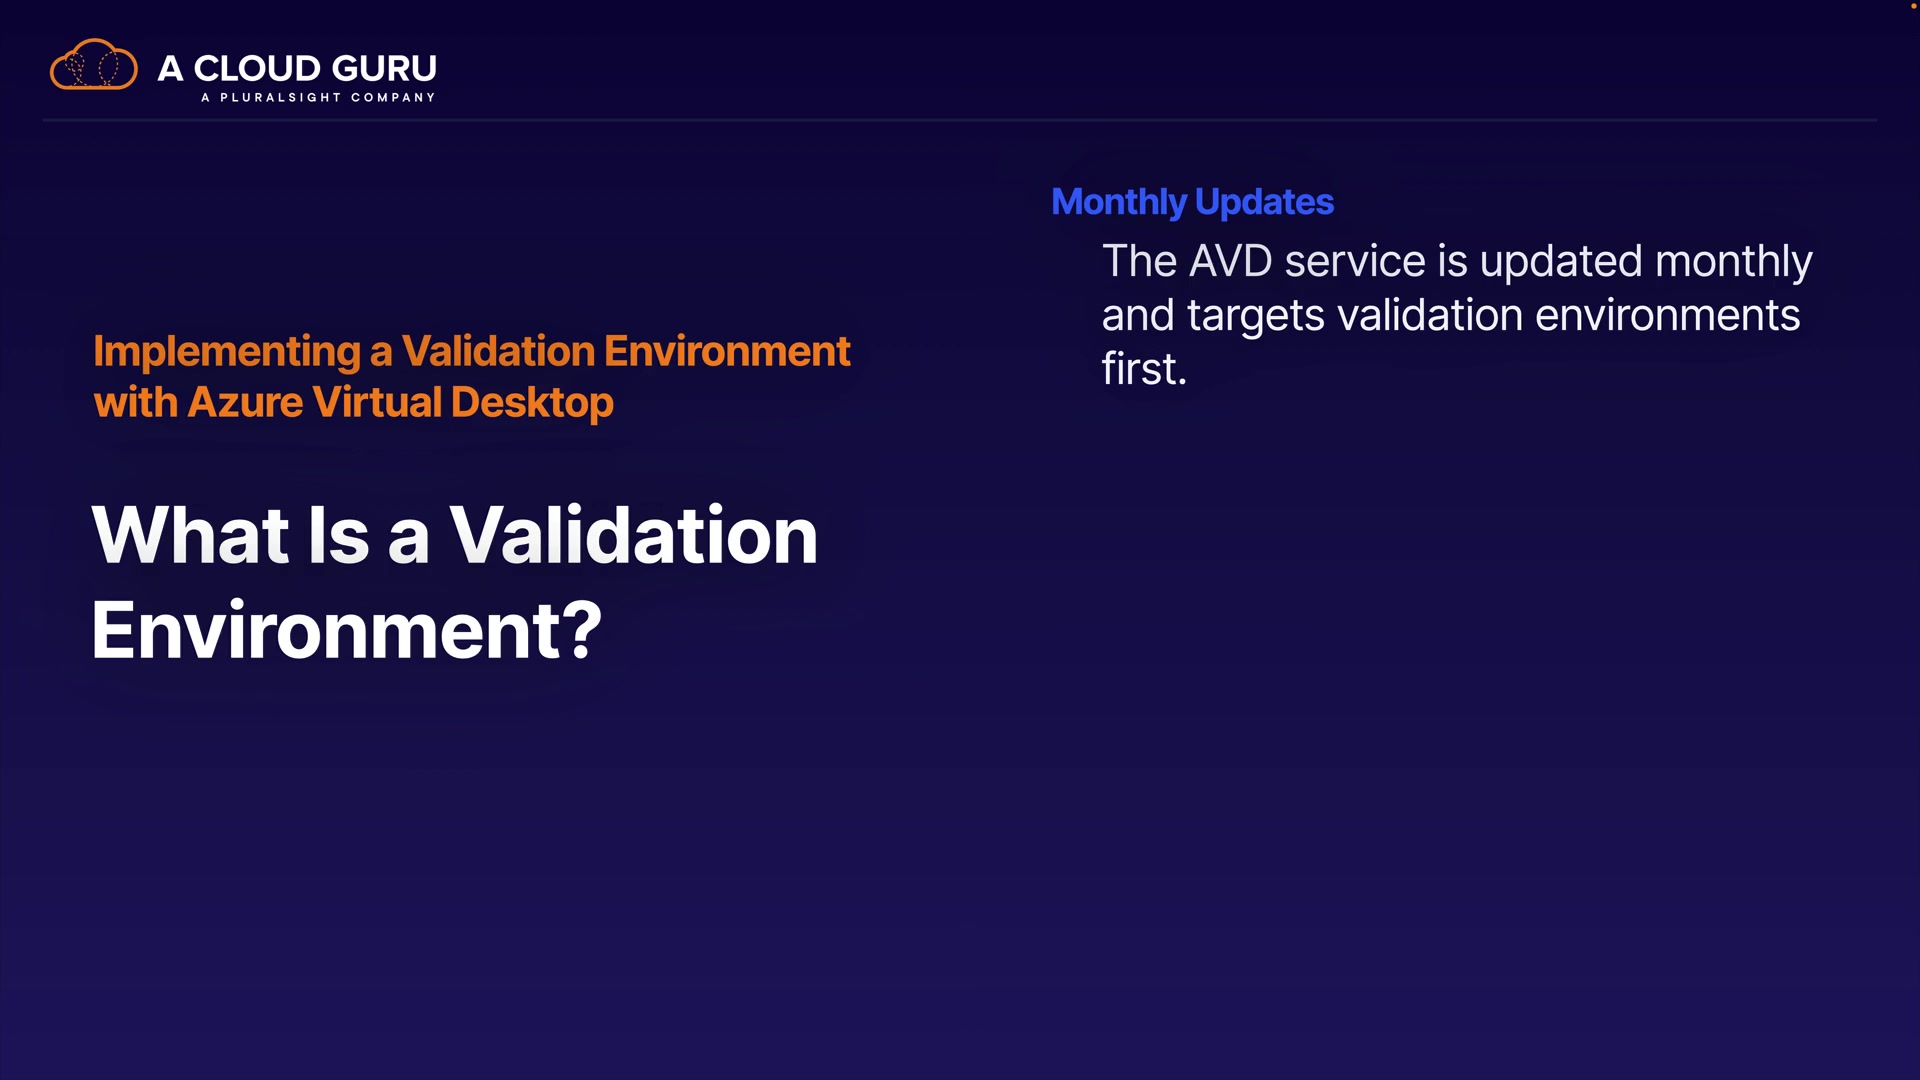 A CLOUD GURU
A PLURALSIGHT COMPANY
Implementing a Validation Environment
with Azure Virtual Desktop
What Is a Validation
Environment?
Monthly Updates
The AVD service is updated monthly
and targets validation environments
first.